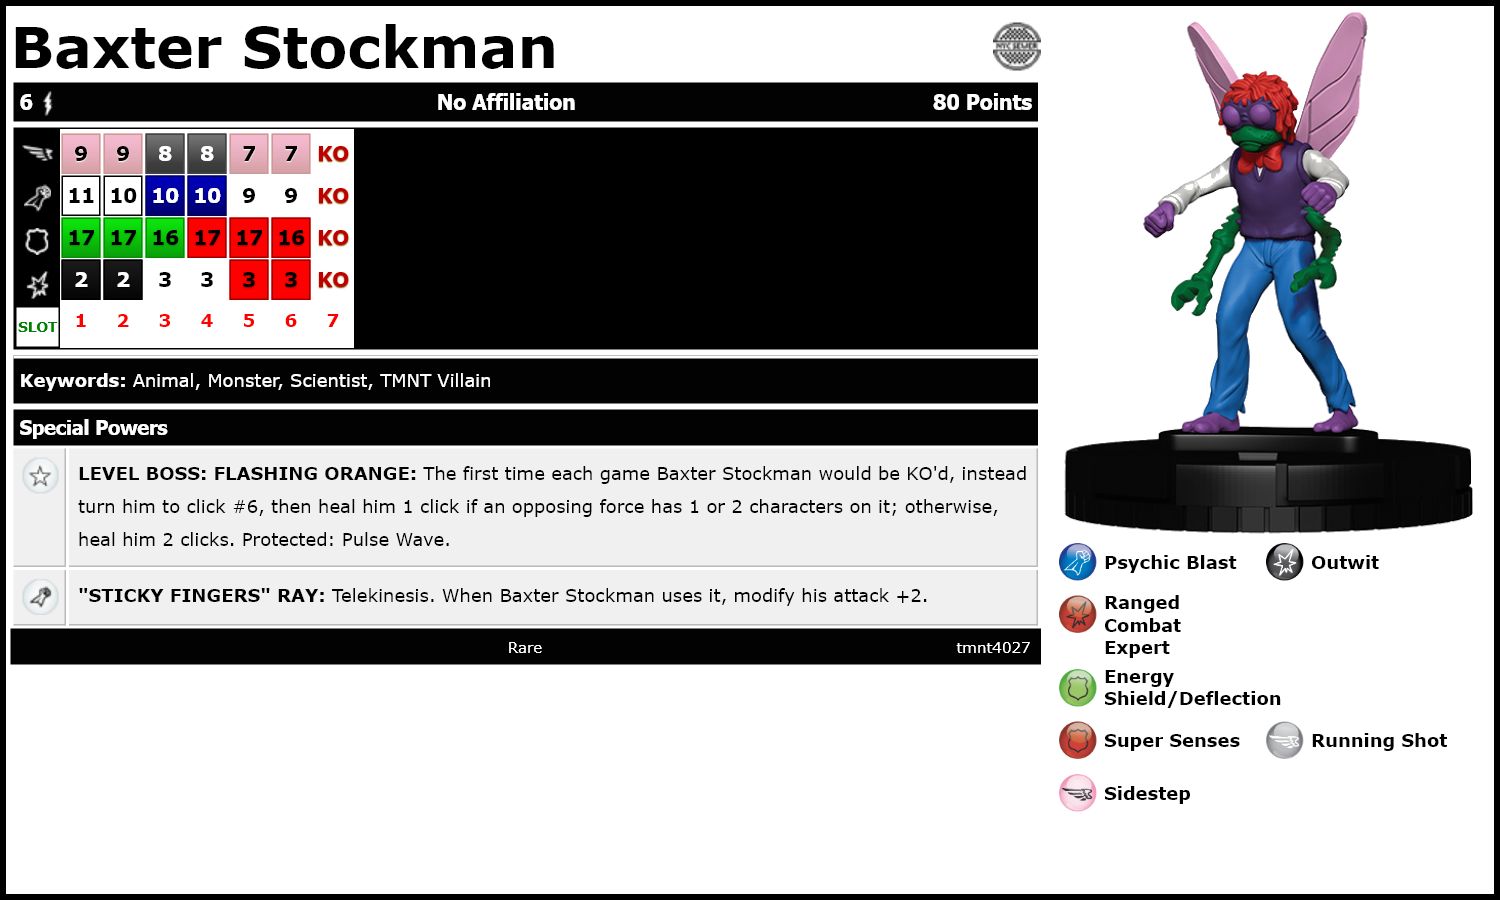 Baxter Stockman
NYC SEWER
6 No Affiliation 80 Points
9 9 8 8 7 7 KO
11 10 10 10 9 9 KO
17 17 16 17 17 16 KO
2 2 3 3 3 3 KO
SLOT 1 2 3 4 5 6 7
Keywords: Animal, Monster, Scientist, TMNT Villain
Special Powers
LEVEL BOSS: FLASHING ORANGE: The first time each game Baxter Stockman would be KO'd, instead
turn him to click #6, then heal him 1 click if an opposing force has 1 or 2 characters on it; otherwise,
heal him 2 clicks. Protected: Pulse Wave.
"STICKY FINGERS" RAY: Telekinesis. When Baxter Stockman uses it, modify his attack +2.
Rare tmnt4027
Psychic Blast Outwit
Ranged
Combat
Expert
Energy
Shield/Deflection
Super Senses Running Shot
Sidestep